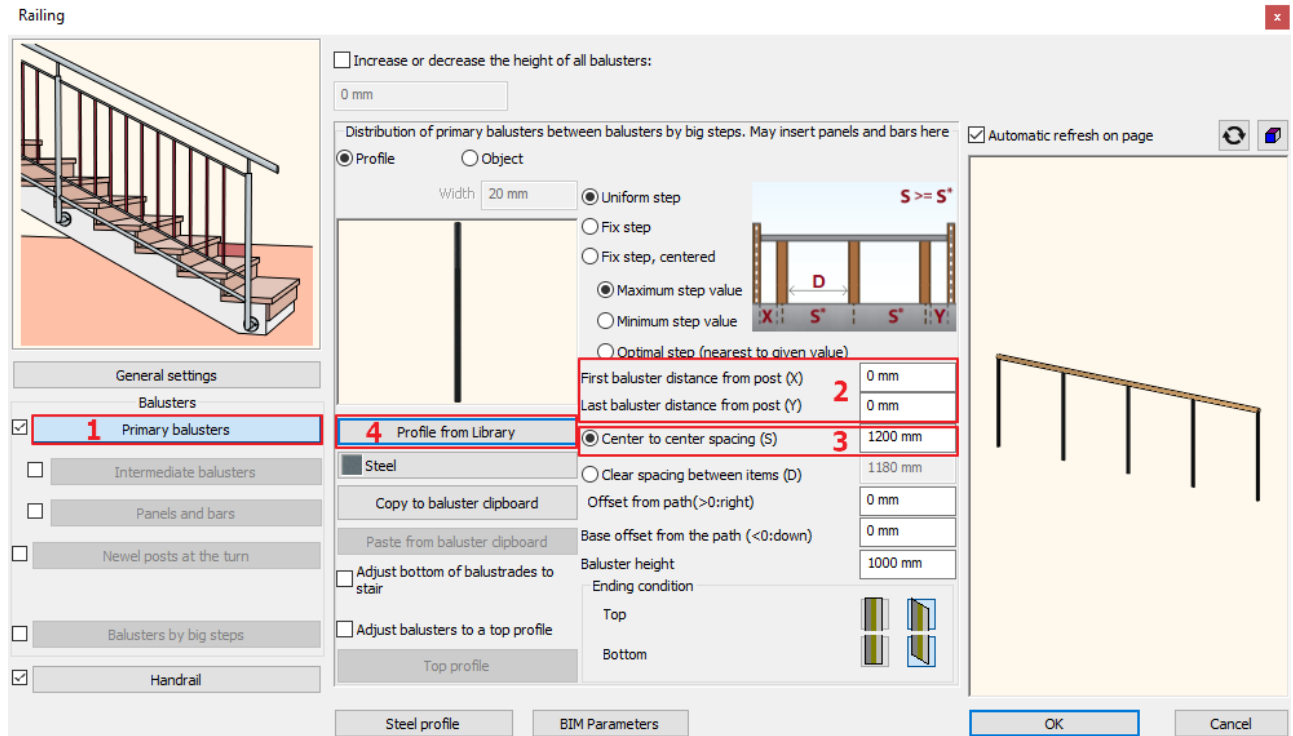 Railing
x
Increase or decrease the height of all balusters:
0 mm
Distribution of primary balusters between balusters by big steps. May insert panels and bars here
Profile
Object
Width 20 mm
Uniform step
Fix step
Fix step, centered
Maximum step value
Minimum step value
Optimal step (nearest to given value)
S >= S*
D
X S* S* Y
First baluster distance from post (X) 0 mm
2
Last baluster distance from post (Y) 0 mm
4 Profile from Library
Center to center spacing (S) 3 1200 mm
Steel
Clear spacing between items (D) 1180 mm
Copy to baluster clipboard
Offset from path(>0:right) 0 mm
Paste from baluster clipboard
Base offset from the path (<0:down) 0 mm
Adjust bottom of balustrades to
stair
Baluster height 1000 mm
Ending condition
Top
Adjust balusters to a top profile
Bottom
Top profile
General settings
Balusters
1 Primary balusters
Intermediate balusters
Panels and bars
Newel posts at the turn
Balusters by big steps
Handrail
Automatic refresh on page
Steel profile
BIM Parameters
OK
Cancel